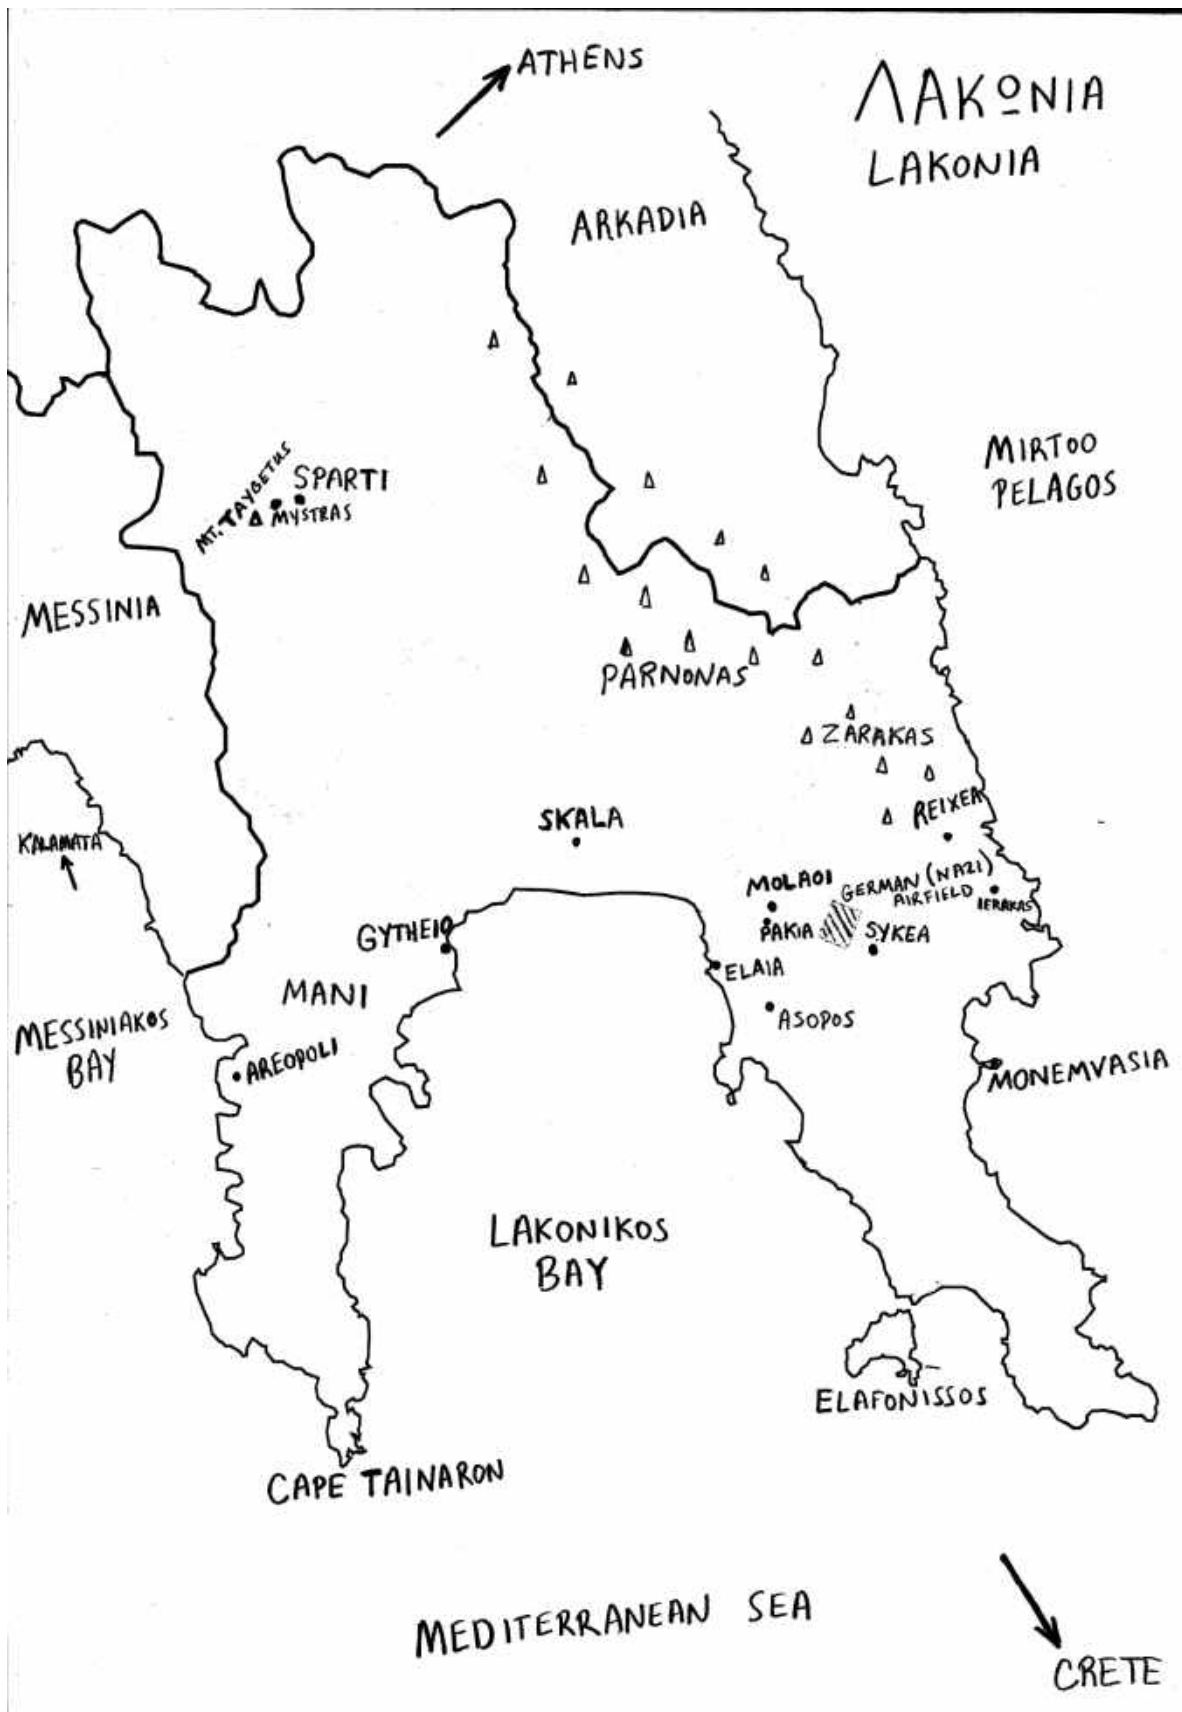 ATHENS
ΛΑΚΩΝΙΑ
LAKONIA
ARKADIA
MIRTOO
PELAGOS
MT. TAYGETUS
SPARTI
MYSTRAS
MESSINIA
PARNONAS
ZARAKAS
REIXEA
SKALA
KALAMATA
MOLAOI
GERMAN (NAZI)
AIRFIELD
IERAKAS
PAKIA
SYKEA
GYTHEIO
ELAIA
MANI
ASOPOS
MESSINIAKOS
BAY
AREOPOLI
MONEMVASIA
LAKONIKOS
BAY
ELAFONISSOS
CAPE TAINARON
MEDITERRANEAN SEA
CRETE